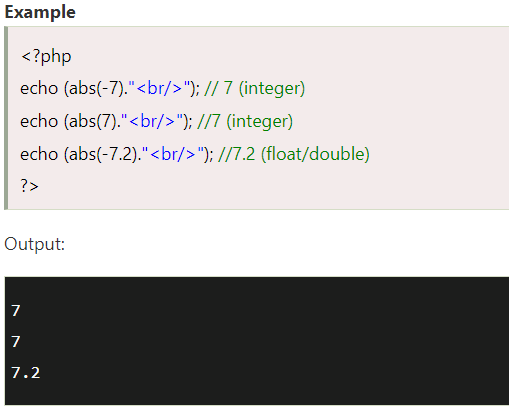 Example
<?php
echo (abs(-7)."<br/>"); // 7 (integer)
echo (abs(7)."<br/>"); //7 (integer)
echo (abs(-7.2)."<br/>"); //7.2 (float/double)
?>
Output:
7
7
7.2